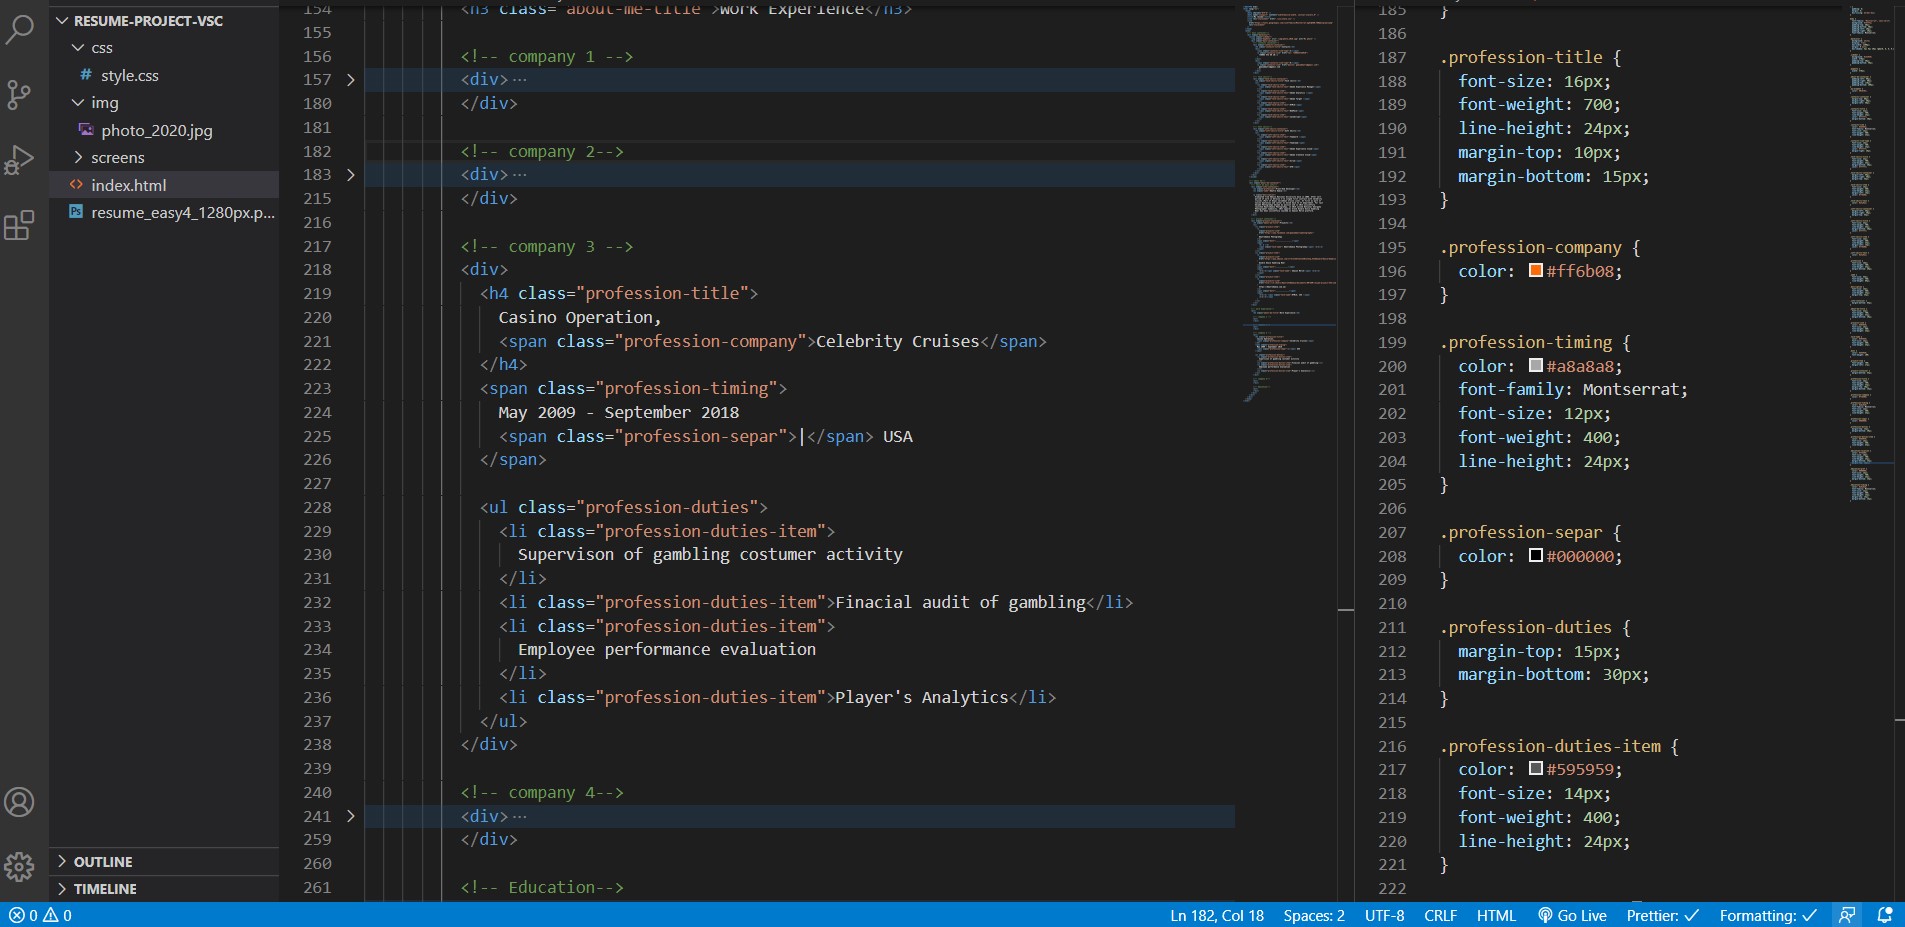 RESUME-PROJECT-VSC
css
# style.css
img
photo_2020.jpg
screens
<> index.html
Ps resume_easy4_1280px.p...
OUTLINE
TIMELINE
154 <h3 class="about-me-title">Work Experience</h3>
155
156 <!-- company 1 -->
157 <div>…
180 </div>
181
182 <!-- company 2-->
183 <div>…
215 </div>
216
217 <!-- company 3 -->
218 <div>
219 <h4 class="profession-title">
220 Casino Operation,
221 <span class="profession-company">Celebrity Cruises</span>
222 </h4>
223 <span class="profession-timing">
224 May 2009 - September 2018
225 <span class="profession-separ">|</span> USA
226 </span>
227
228 <ul class="profession-duties">
229 <li class="profession-duties-item">
230 Supervison of gambling costumer activity
231 </li>
232 <li class="profession-duties-item">Finacial audit of gambling</li>
233 <li class="profession-duties-item">
234 Employee performance evaluation
235 </li>
236 <li class="profession-duties-item">Player's Analytics</li>
237 </ul>
238 </div>
239
240 <!-- company 4-->
241 <div>…
259 </div>
260
261 <!-- Education-->
185 }
186
187 .profession-title {
188 font-size: 16px;
189 font-weight: 700;
190 line-height: 24px;
191 margin-top: 10px;
192 margin-bottom: 15px;
193 }
194
195 .profession-company {
196 color: #ff6b08;
197 }
198
199 .profession-timing {
200 color: #a8a8a8;
201 font-family: Montserrat;
202 font-size: 12px;
203 font-weight: 400;
204 line-height: 24px;
205 }
206
207 .profession-separ {
208 color: #000000;
209 }
210
211 .profession-duties {
212 margin-top: 15px;
213 margin-bottom: 30px;
214 }
215
216 .profession-duties-item {
217 color: #595959;
218 font-size: 14px;
219 font-weight: 400;
220 line-height: 24px;
221 }
222
0 0 Ln 182, Col 18 Spaces: 2 UTF-8 CRLF HTML Go Live Prettier: ✓ Formatting: ✓